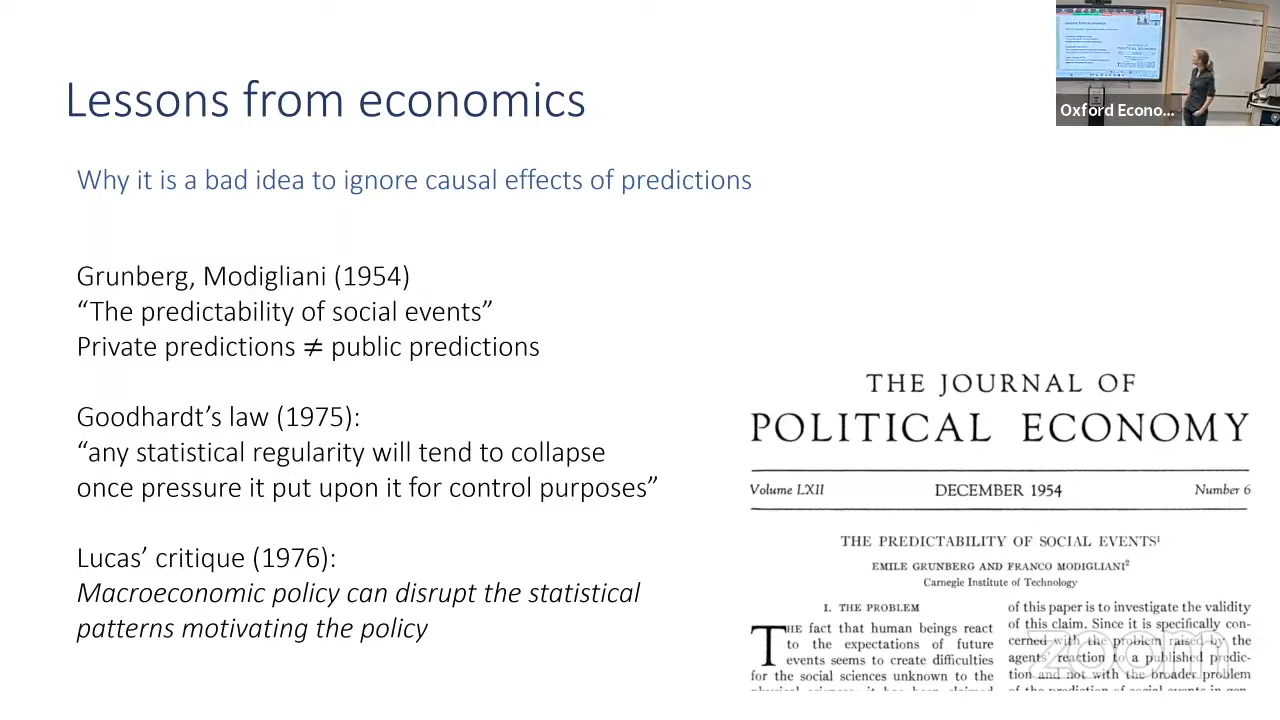 Lessons from economics
Oxford Econo...
Why it is a bad idea to ignore causal effects of predictions
Grunberg, Modigliani (1954)
“The predictability of social events”
Private predictions ≠ public predictions
Goodhardt’s law (1975):
“any statistical regularity will tend to collapse
once pressure it put upon it for control purposes”
Lucas’ critique (1976):
Macroeconomic policy can disrupt the statistical
patterns motivating the policy
THE JOURNAL OF
POLITICAL ECONOMY
Volume LXII DECEMBER 1954 Number 6
THE PREDICTABILITY OF SOCIAL EVENTS¹
EMILE GRUNBERG AND FRANCO MODIGLIANI²
Carnegie Institute of Technology
I. THE PROBLEM
THE fact that human beings react
to the expectations of future
events seems to create difficulties
for the social sciences unknown to the
of this paper is to investigate the validity
of this claim. Since it is specifically con-
cerned with the problem raised by the
agents’ reaction to a published predic-
tion and not with the broader problem
zoom